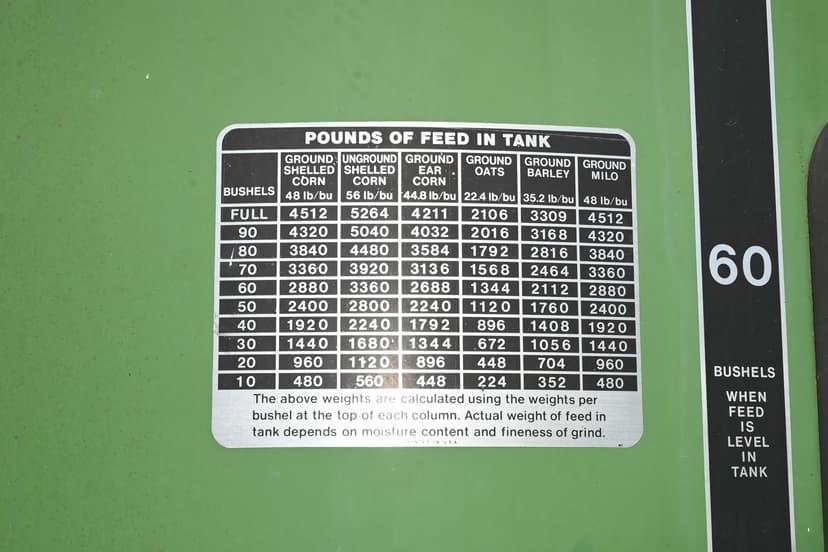 POUNDS OF FEED IN TANK
BUSHELS GROUND SHELLED CORN 48 lb/bu UNGROUND SHELLED CORN 56 lb/bu GROUND EAR CORN 44.8 lb/bu GROUND OATS 22.4 lb/bu GROUND BARLEY 35.2 lb/bu GROUND MILO 48 lb/bu
FULL 4512 5264 4211 2106 3309 4512
90 4320 5040 4032 2016 3168 4320
80 3840 4480 3584 1792 2816 3840
70 3360 3920 3136 1568 2464 3360
60 2880 3360 2688 1344 2112 2880
50 2400 2800 2240 1120 1760 2400
40 1920 2240 1792 896 1408 1920
30 1440 1680 1344 672 1056 1440
20 960 1120 896 448 704 960
10 480 560 448 224 352 480
The above weights are calculated using the weights per
bushel at the top of each column. Actual weight of feed in
tank depends on moisture content and fineness of grind.
PRINTED IN U.S.A.
60
BUSHELS
WHEN
FEED
IS
LEVEL
IN
TANK